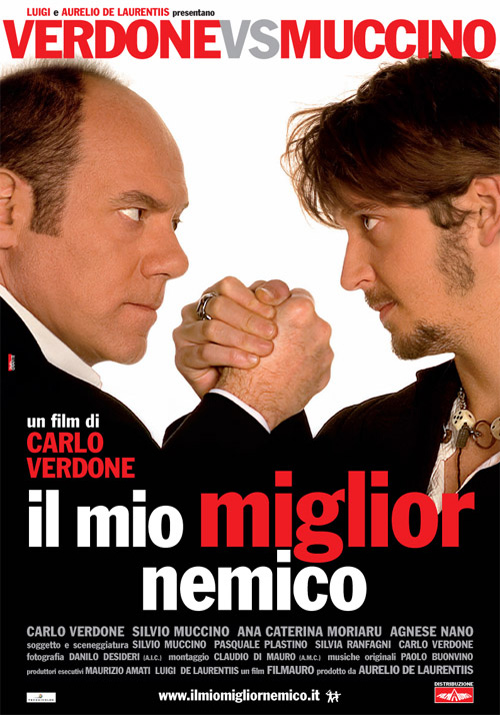 LUIGI e AURELIO DE LAURENTIIS presentano
VERDONEVSMUCCINO
un film di
CARLO
VERDONE
il mio miglior
nemico
CARLO VERDONE SILVIO MUCCINO ANA CATERINA MORIARU AGNESE NANO
soggetto e sceneggiatura SILVIO MUCCINO PASQUALE PLASTINO SILVIA RANFAGNI CARLO VERDONE
fotografia DANILO DESIDERI (A.I.C.) montaggio CLAUDIO DI MAURO (A.M.C.) musiche originali PAOLO BUONVINO
produttori esecutivi MAURIZIO AMATI LUIGI DE LAURENTIIS un film FILMAURO prodotto da AURELIO DE LAURENTIIS
www.ilmiomigliornemico.it
DISTRIBUZIONE